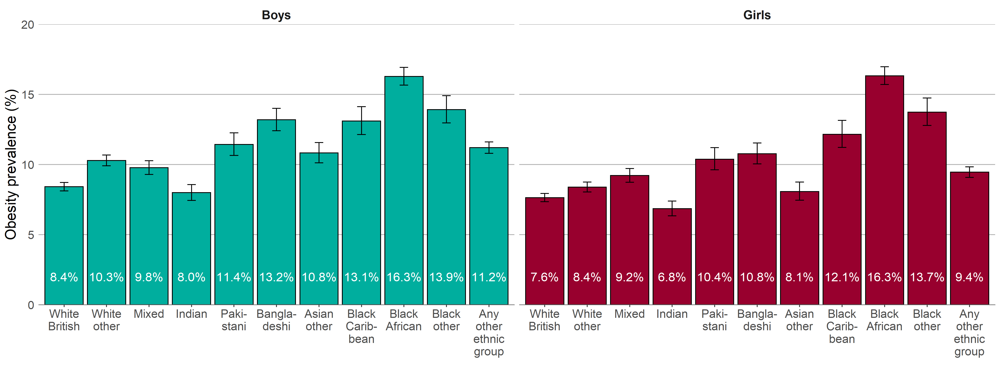 Boys
Girls
Obesity prevalence (%)
20
15
10
5
0
8.4%
10.3%
9.8%
8.0%
11.4%
13.2%
10.8%
13.1%
16.3%
13.9%
11.2%
7.6%
8.4%
9.2%
6.8%
10.4%
10.8%
8.1%
12.1%
16.3%
13.7%
9.4%
White
British
White
other
Mixed
Indian
Paki-
stani
Bangla-
deshi
Asian
other
Black
Carib-
bean
Black
African
Black
other
Any
other
ethnic
group
White
British
White
other
Mixed
Indian
Paki-
stani
Bangla-
deshi
Asian
other
Black
Carib-
bean
Black
African
Black
other
Any
other
ethnic
group